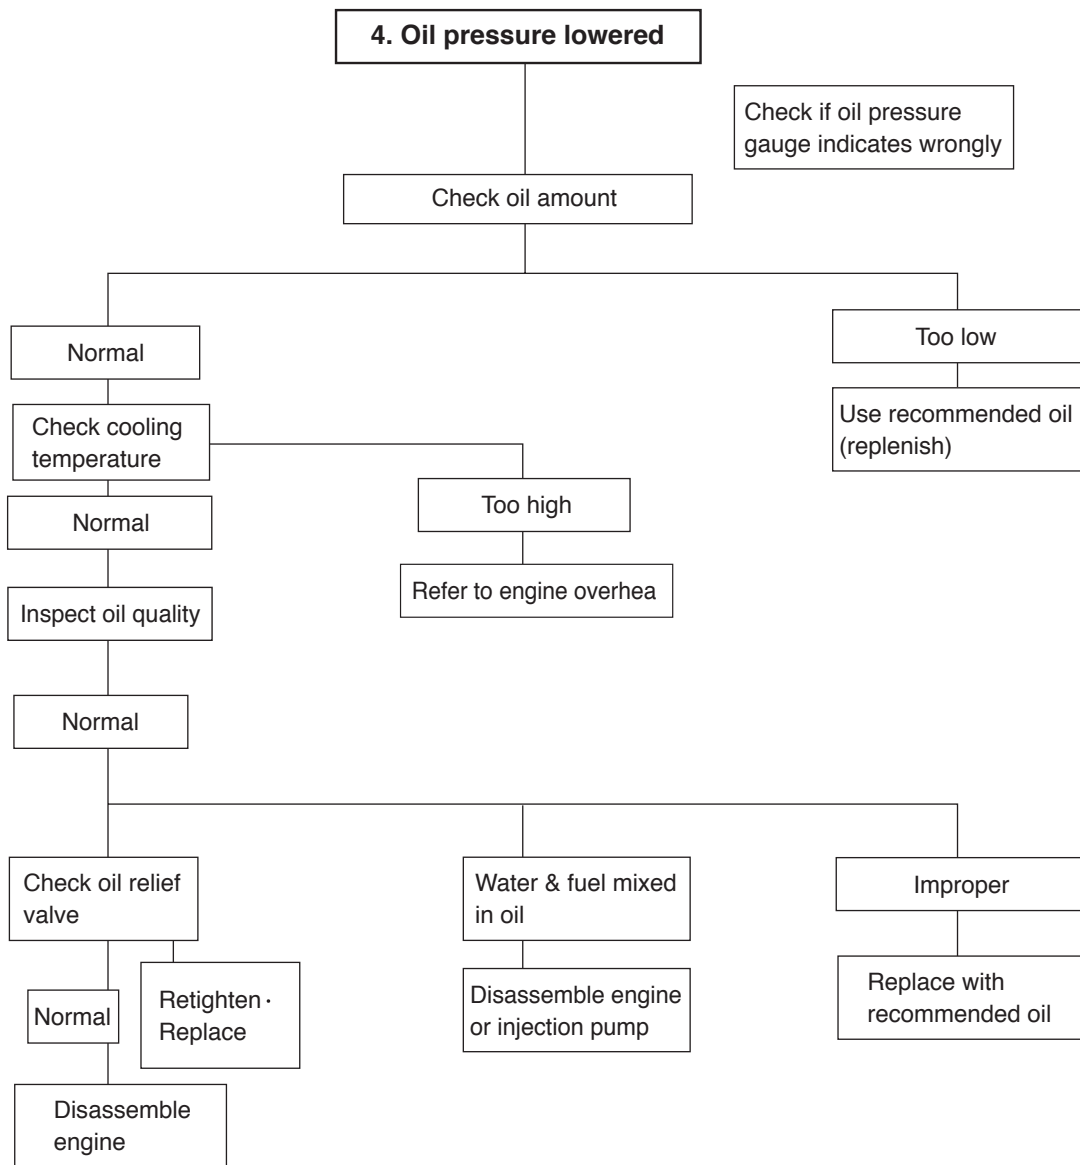 4. Oil pressure lowered
Check if oil pressure
gauge indicates wrongly
Check oil amount
Normal
Too low
Check cooling
temperature
Use recommended oil
(replenish)
Normal
Too high
Inspect oil quality
Refer to engine overhea
Normal
Check oil relief
valve
Water & fuel mixed
in oil
Improper
Normal
Retighten ·
Replace
Disassemble engine
or injection pump
Replace with
recommended oil
Disassemble
engine